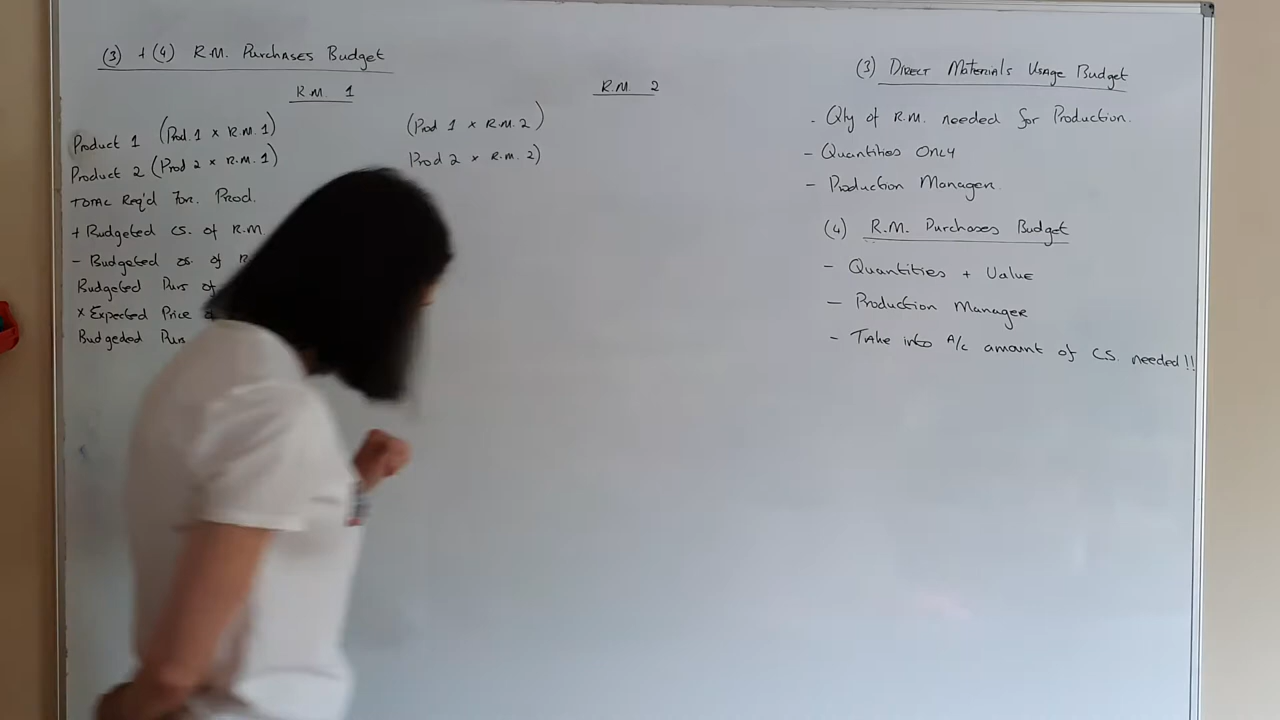 (3) + (4) R.M. Purchases Budget
R.M. 1
R.M. 2
Product 1 (Prod. 1 x R.M. 1)
(Prod 1 x R.M. 2)
Product 2 (Prod 2 x R.M. 1)
Prod 2 x R.M. 2)
TOTAL Req'd For. Prod.
+ Budgeted CS. of R.M
- Budgeted OS. of
Budgeted Purs of
x Expected Price
Budgeded Purs
(3) Direct Materials Usage Budget
- Qty of R.M. needed for Production.
- Quantities Only
- Production Manager.
(4) R.M. Purchases Budget
- Quantities + Value
- Production Manager
- Take into A/c amount of CS. needed!!